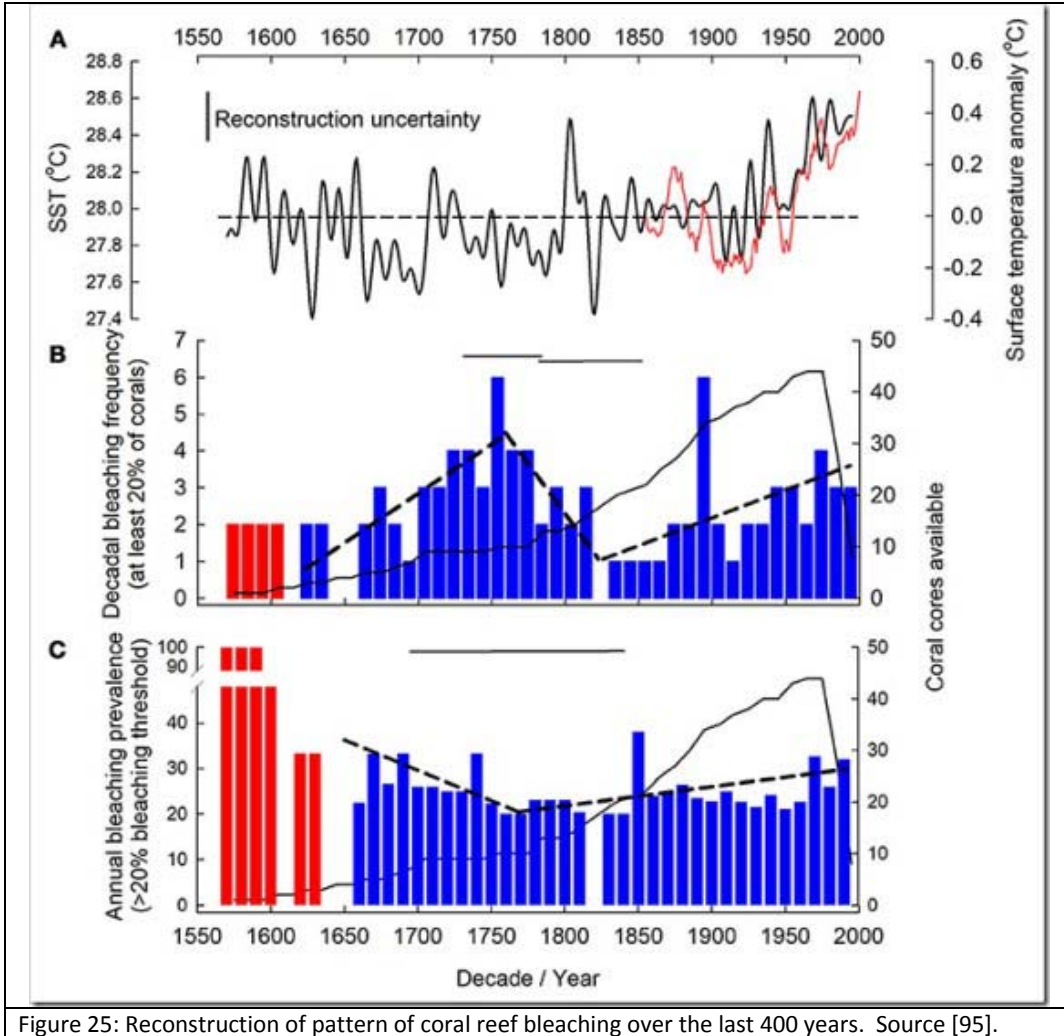 A
1550 1600 1650 1700 1750 1800 1850 1900 1950 2000
28.8
28.6
28.4
28.2
28.0
27.8
27.6
27.4
SST (°C)
Reconstruction uncertainty
0.6
0.4
0.2
0.0
-0.2
-0.4
Surface temperature anomaly (°C)
B
7
6
5
4
3
2
1
0
Decadal bleaching frequency
(at least 20% of corals)
50
40
30
20
10
0
C
100
90
40
30
20
10
0
Annual bleaching prevalence
(>20% bleaching threshold)
50
40
30
20
10
0
Coral cores available
1550 1600 1650 1700 1750 1800 1850 1900 1950 2000
Decade / Year
Figure 25: Reconstruction of pattern of coral reef bleaching over the last 400 years. Source [95].